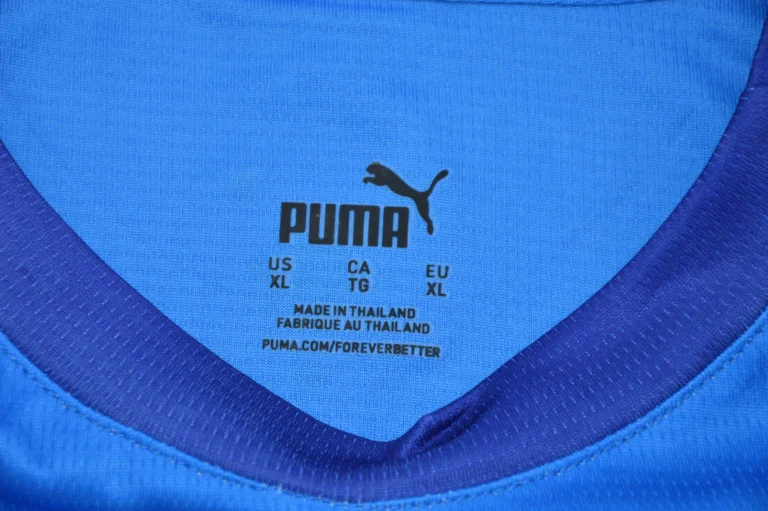 PUMA
US CA EU
XL TG XL
MADE IN THAILAND
FABRIQUE AU THAILAND
PUMA.COM/FOREVERBETTER